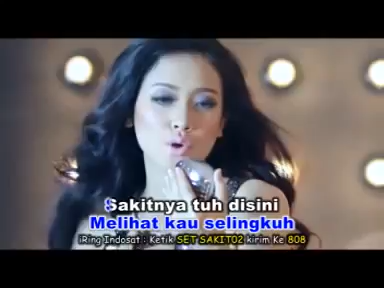 Sakitnya tuh disini
Melihat kau selingkuh
iRing Indosat : Ketik SET SAKIT02 kirim Ke 808